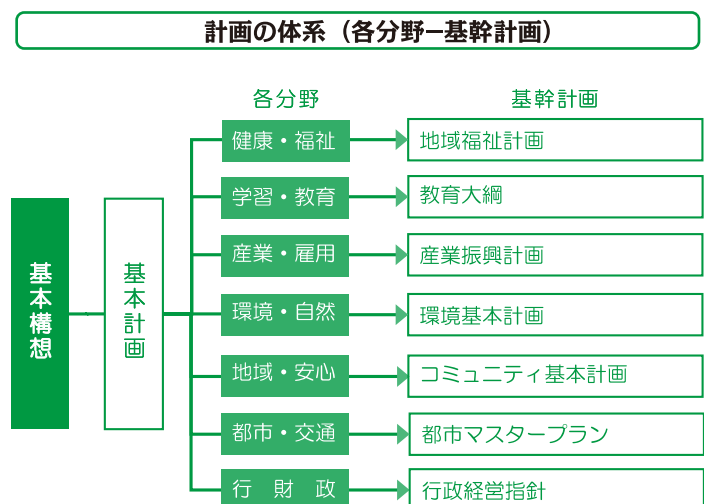 計画の体系（各分野ー基幹計画）
各分野
基幹計画
基本構想
基本計画
健康・福祉
地域福祉計画
学習・教育
教育大綱
産業・雇用
産業振興計画
環境・自然
環境基本計画
地域・安心
コミュニティ基本計画
都市・交通
都市マスタープラン
行　財　政
行政経営指針